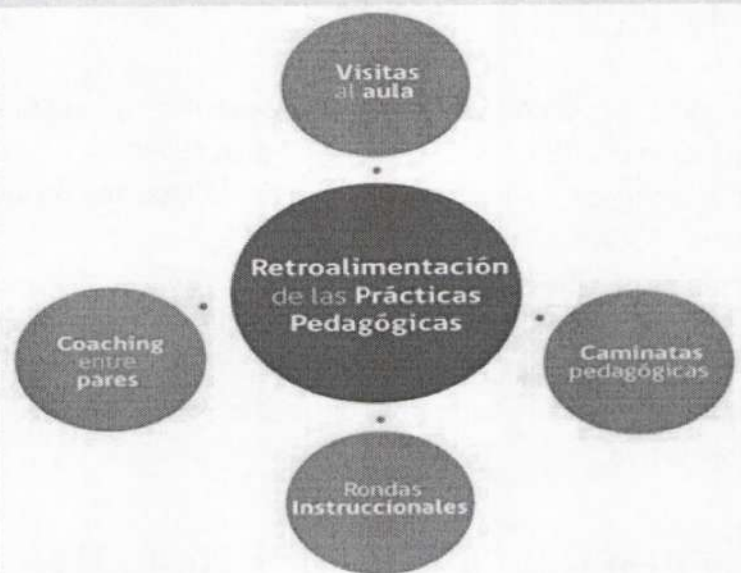 Visitas
al aula
Retroalimentación
de las Prácticas
Pedagógicas
Coaching
entre
pares
Caminatas
pedagógicas
Rondas
Instruccionales